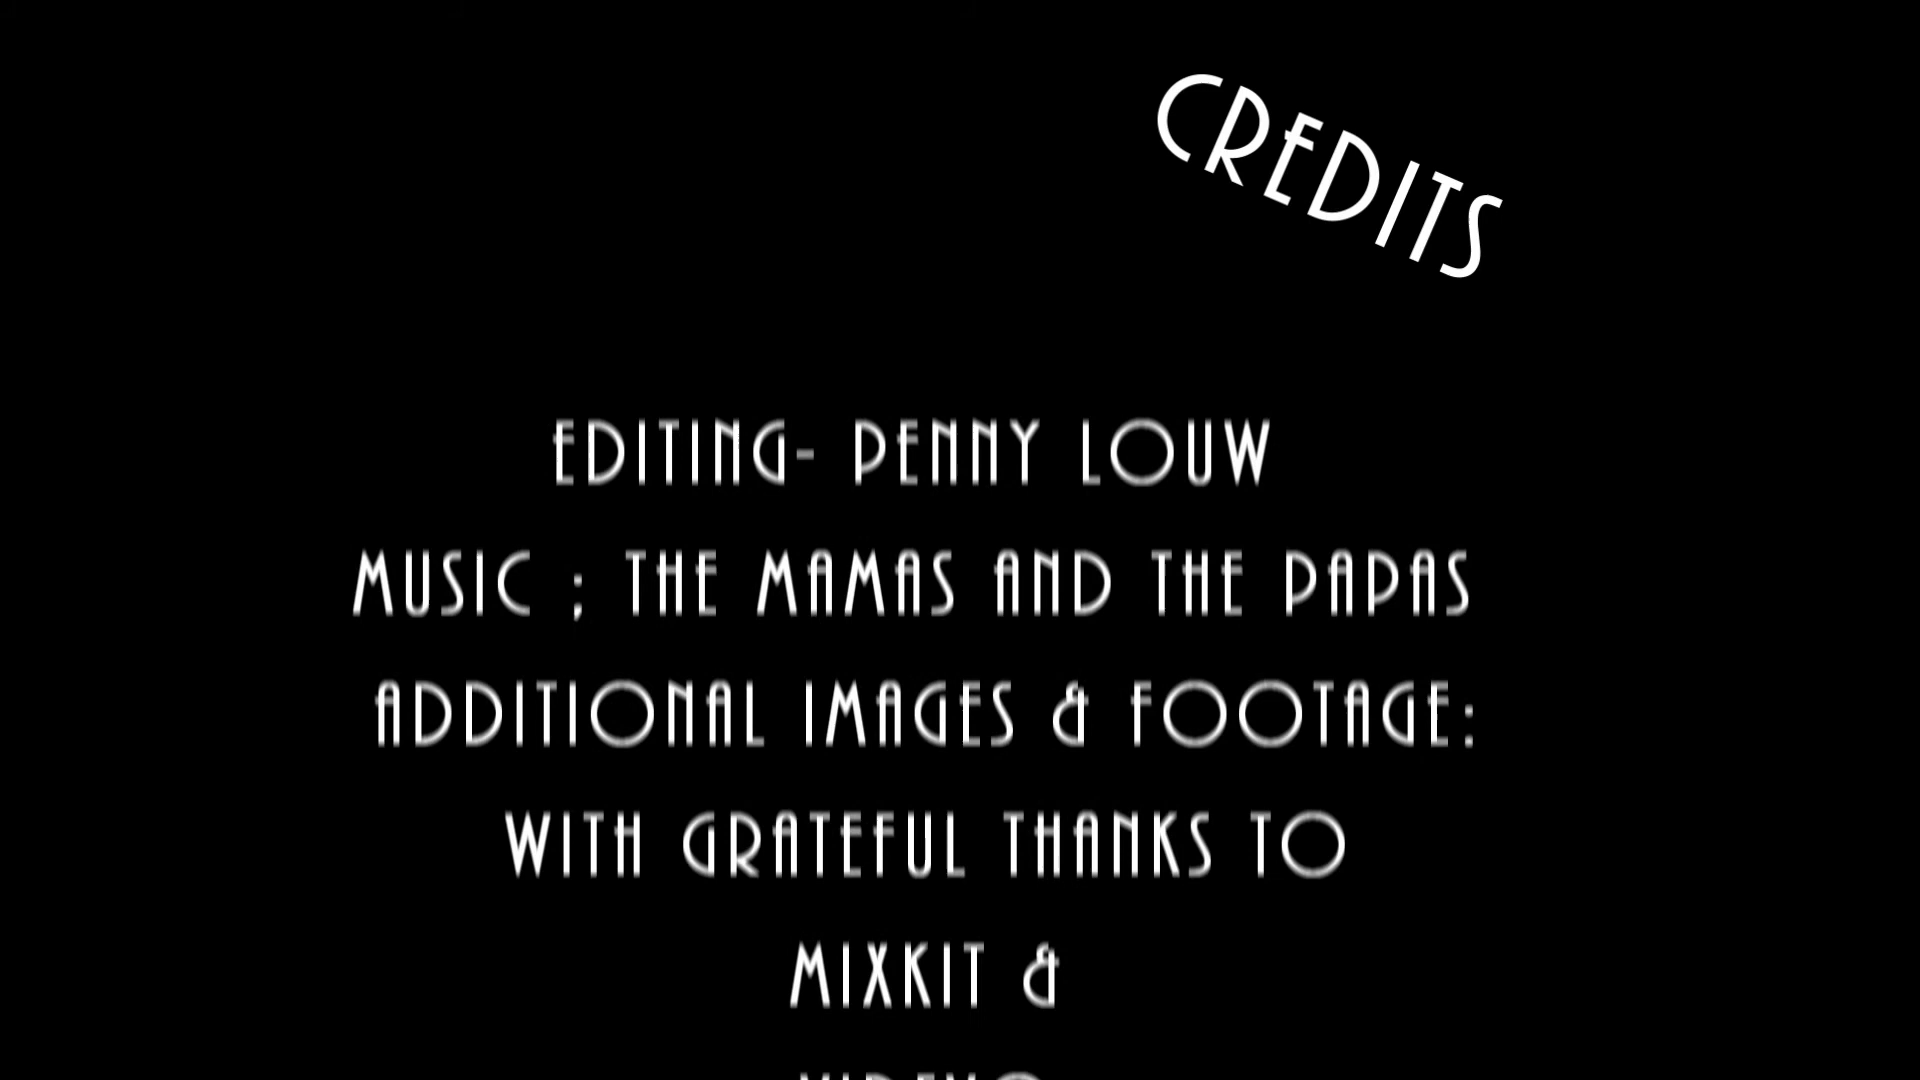 CREDITS
EDITING- PENNY LOUW
MUSIC ; THE MAMAS AND THE PAPAS
ADDITIONAL IMAGES & FOOTAGE:
WITH GRATEFUL THANKS TO
MIXKIT &